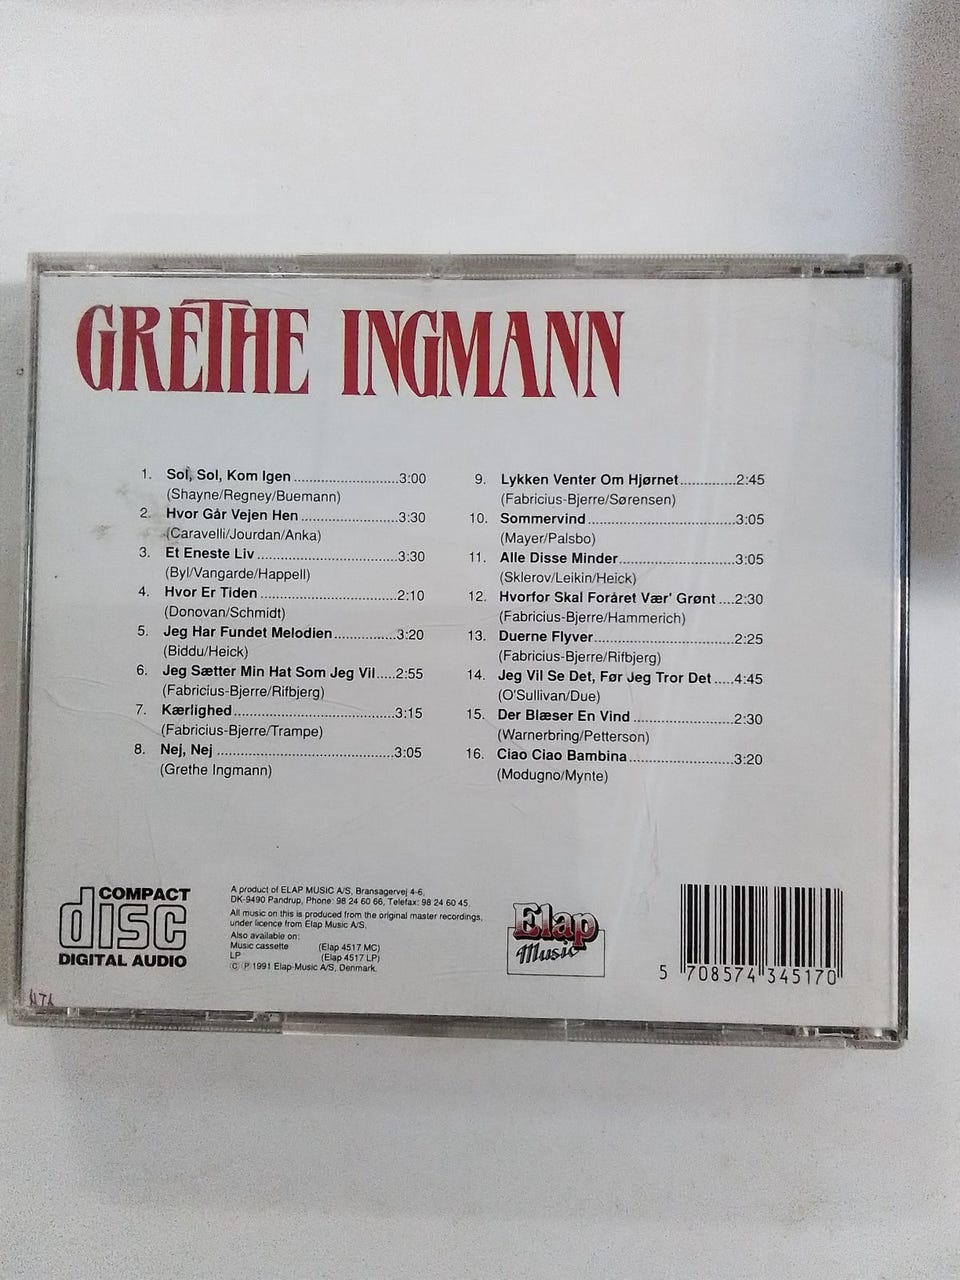 GRETHE INGMANN
1. Sol, Sol, Kom Igen..........................3:00
(Shayne/Regney/Buemann)
2. Hvor Går Vejen Hen........................3:30
(Caravelli/Jourdan/Anka)
3. Et Eneste Liv...................................3:30
(Byl/Vangarde/Happell)
4. Hvor Er Tiden..................................2:10
(Donovan/Schmidt)
5. Jeg Har Fundet Melodien...............3:20
(Biddu/Heick)
6. Jeg Sætter Min Hat Som Jeg Vil.....2:55
(Fabricius-Bjerre/Rifbjerg)
7. Kærlighed........................................3:15
(Fabricius-Bjerre/Trampe)
8. Nej, Nej............................................3:05
(Grethe Ingmann)
9. Lykken Venter Om Hjørnet.............2:45
(Fabricius-Bjerre/Sørensen)
10. Sommervind....................................3:05
(Mayer/Palsbo)
11. Alle Disse Minder............................3:05
(Sklerov/Leikin/Heick)
12. Hvorfor Skal Foråret Vær' Grønt....2:30
(Fabricius-Bjerre/Hammerich)
13. Duerne Flyver..................................2:25
(Fabricius-Bjerre/Rifbjerg)
14. Jeg Vil Se Det, Før Jeg Tror Det.....4:45
(O'Sullivan/Due)
15. Der Blæser En Vind.........................2:30
(Warnerbring/Petterson)
16. Ciao Ciao Bambina..........................3:20
(Modugno/Mynte)
COMPACT
disc
DIGITAL AUDIO
A product of ELAP MUSIC A/S, Bransagervej 4-6,
DK-9490 Pandrup, Phone: 98 24 60 66, Telefax: 98 24 60 45.
All music on this is produced from the original master recordings,
under licence from Elap Music A/S.
Also available on:
Music cassette (Elap 4517 MC)
LP (Elap 4517 LP)
© ℗ 1991 Elap-Music A/S, Denmark.
Elap
Music
5 708574 345170